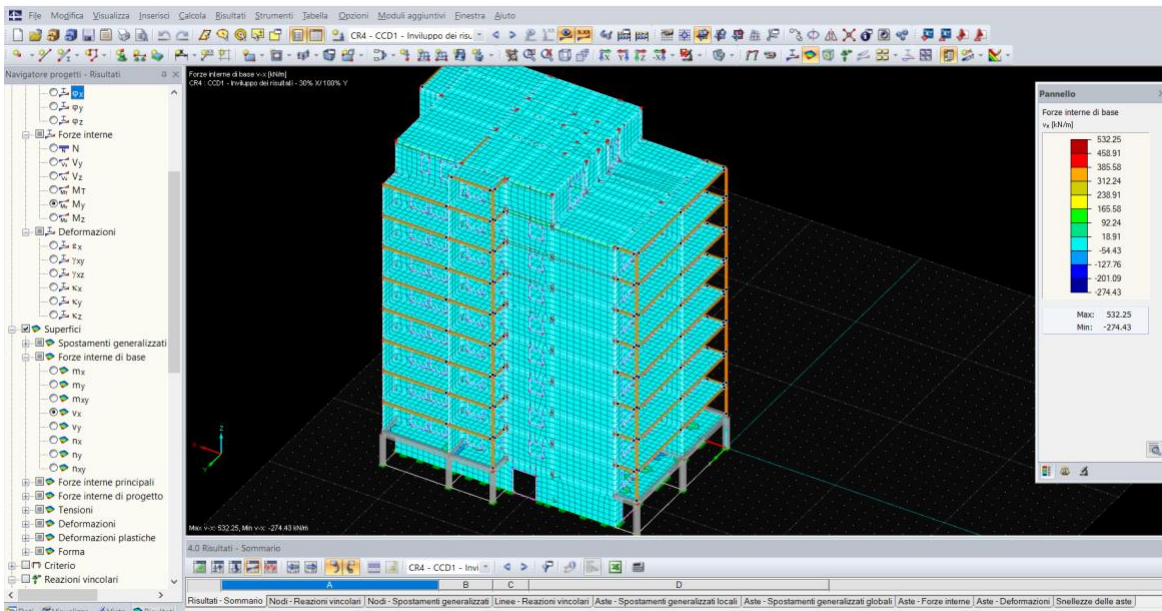 File Modifica Visualizza Inserisci Calcola Risultati Strumenti Tabella Opzioni Moduli aggiuntivi Finestra Aiuto
CR4 - CCD1 - Inviluppo dei risu.
Navigatore progetti - Risultati
φx
φy
φz
Forze interne
N
Vy
Vz
MT
My
Mz
Deformazioni
εx
γxy
γxz
κx
κy
κz
Superfici
Spostamenti generalizzati
Forze interne di base
mx
my
mxy
vx
vy
nx
ny
nxy
Forze interne principali
Forze interne di progetto
Tensioni
Deformazioni
Deformazioni plastiche
Forma
Criterio
Reazioni vincolari
Forze interne di base v-x [kN/m]
CR4 : CCD1 - Inviluppo dei risultati - 30% X/ 100% Y
Z
Max v-x: 532.25, Min v-x: -274.43 kN/m
Pannello
Forze interne di base
vx [kN/m]
532.25
458.91
385.58
312.24
238.91
165.58
92.24
18.91
-54.43
-127.76
-201.09
-274.43
Max: 532.25
Min: -274.43
4.0 Risultati - Sommario
CR4 - CCD1 - Invi
A B C D
Risultati - Sommario Nodi - Reazioni vincolari Nodi - Spostamenti generalizzati Linee - Reazioni vincolari Aste - Spostamenti generalizzati locali Aste - Spostamenti generalizzati globali Aste - Forze interne Aste - Deformazioni Snellezze delle aste